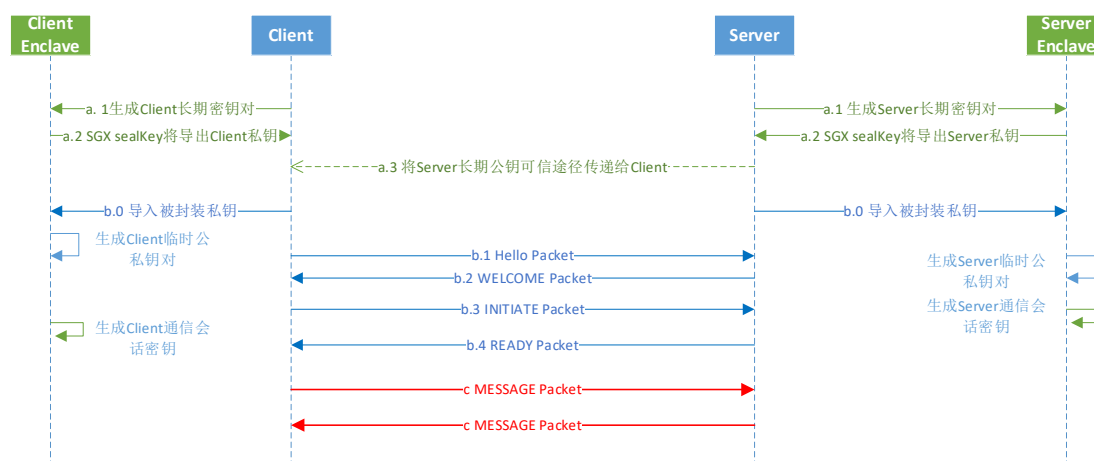 Client
Enclave
Client
Server
Server
Enclave
a. 1生成Client长期密钥对
a.1 生成Server长期密钥对
a.2 SGX sealKey将导出Client私钥
a.2 SGX sealKey将导出Server私钥
a.3 将Server长期公钥可信途径传递给Client
b.0 导入被封装私钥
b.0 导入被封装私钥
生成Client临时公
私钥对
b.1 Hello Packet
生成Server临时公
私钥对
b.2 WELCOME Packet
b.3 INITIATE Packet
生成Server通信会
话密钥
生成Client通信会
话密钥
b.4 READY Packet
c MESSAGE Packet
c MESSAGE Packet